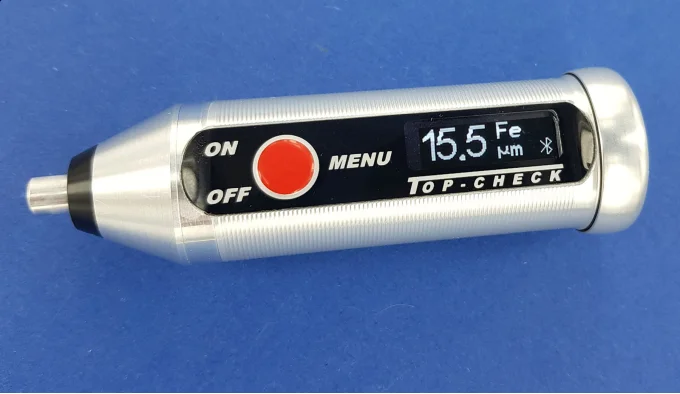 ON
OFF
MENU
15.5 Fe
μm
TOP-CHECK